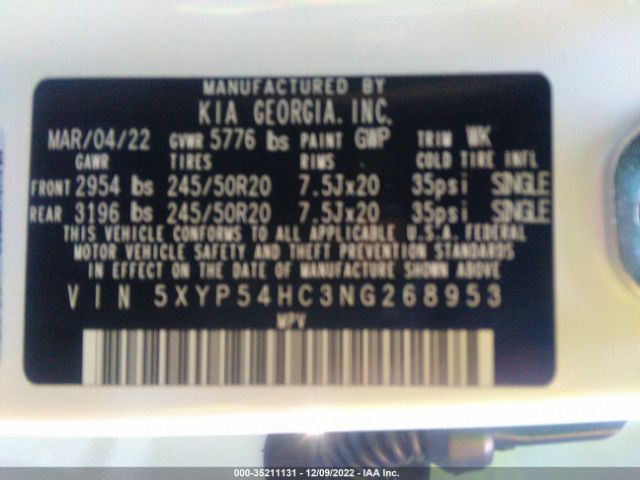 MANUFACTURED BY
KIA GEORGIA. INC.
MAR/04/22 GVWR 5776 lbs PAINT GWP TRIM WK
GAWR TIRES RIMS COLD TIRE INFL
FRONT 2954 lbs 245/50R20 7.5Jx20 35psi SINGLE
REAR 3196 lbs 245/50R20 7.5Jx20 35psi SINGLE
THIS VEHICLE CONFORMS TO ALL APPLICABLE U.S.A. FEDERAL
MOTOR VEHICLE SAFETY AND THEFT PREVENTION STANDARDS
IN EFFECT ON THE DATE OF MANUFACTURE SHOWN ABOVE
VIN 5XYP54HC3NG268953
MPV
000-35211131 - 12/09/2022 - IAA Inc.